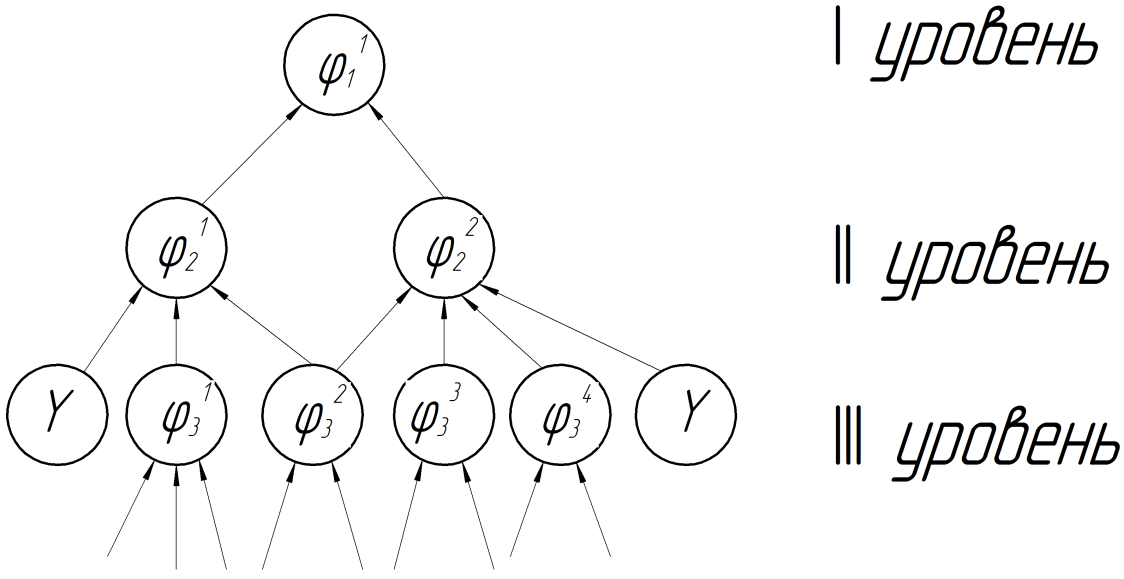 φ₁¹ I уровень
φ₂¹ φ₂² II уровень
Y φ₃¹ φ₃² φ₃³ φ₃⁴ Y III уровень